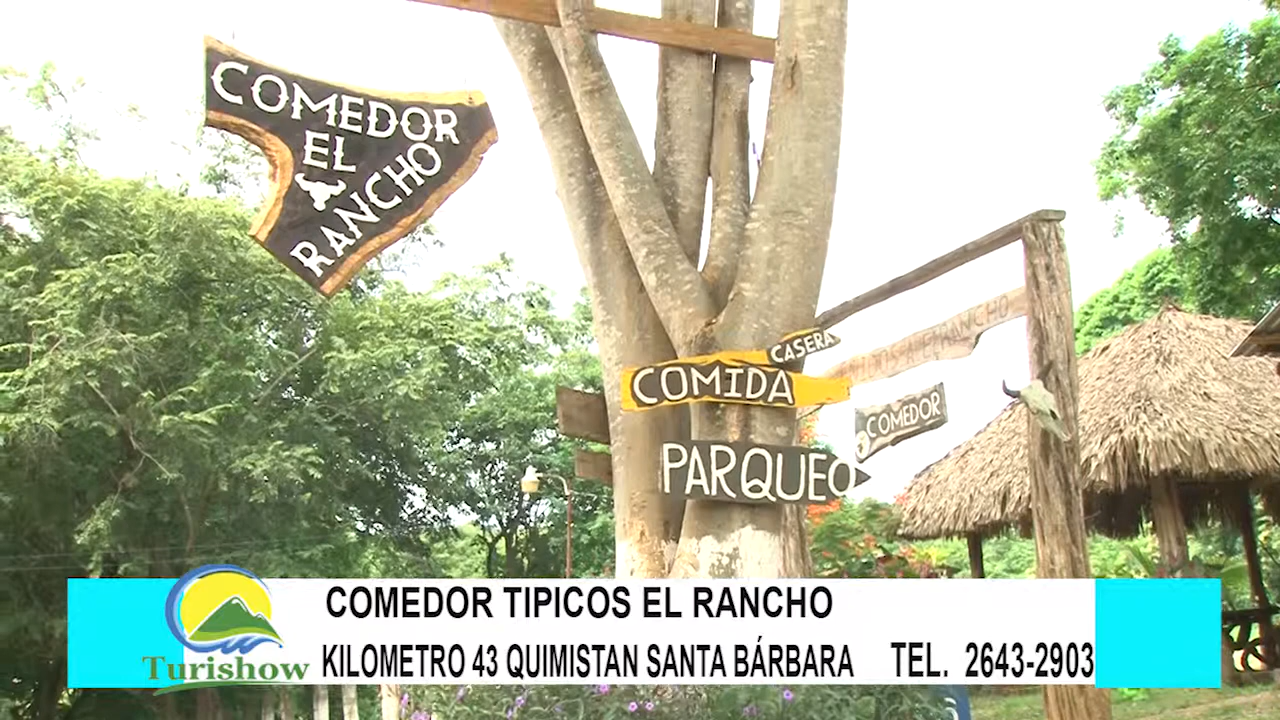 COMEDOR
EL
RANCHO
CASERA
COMIDA
COMEDOR
PARQUEO
COMEDOR TIPICOS EL RANCHO
KILOMETRO 43 QUIMISTAN SANTA BÁRBARA TEL. 2643-2903
Turishow